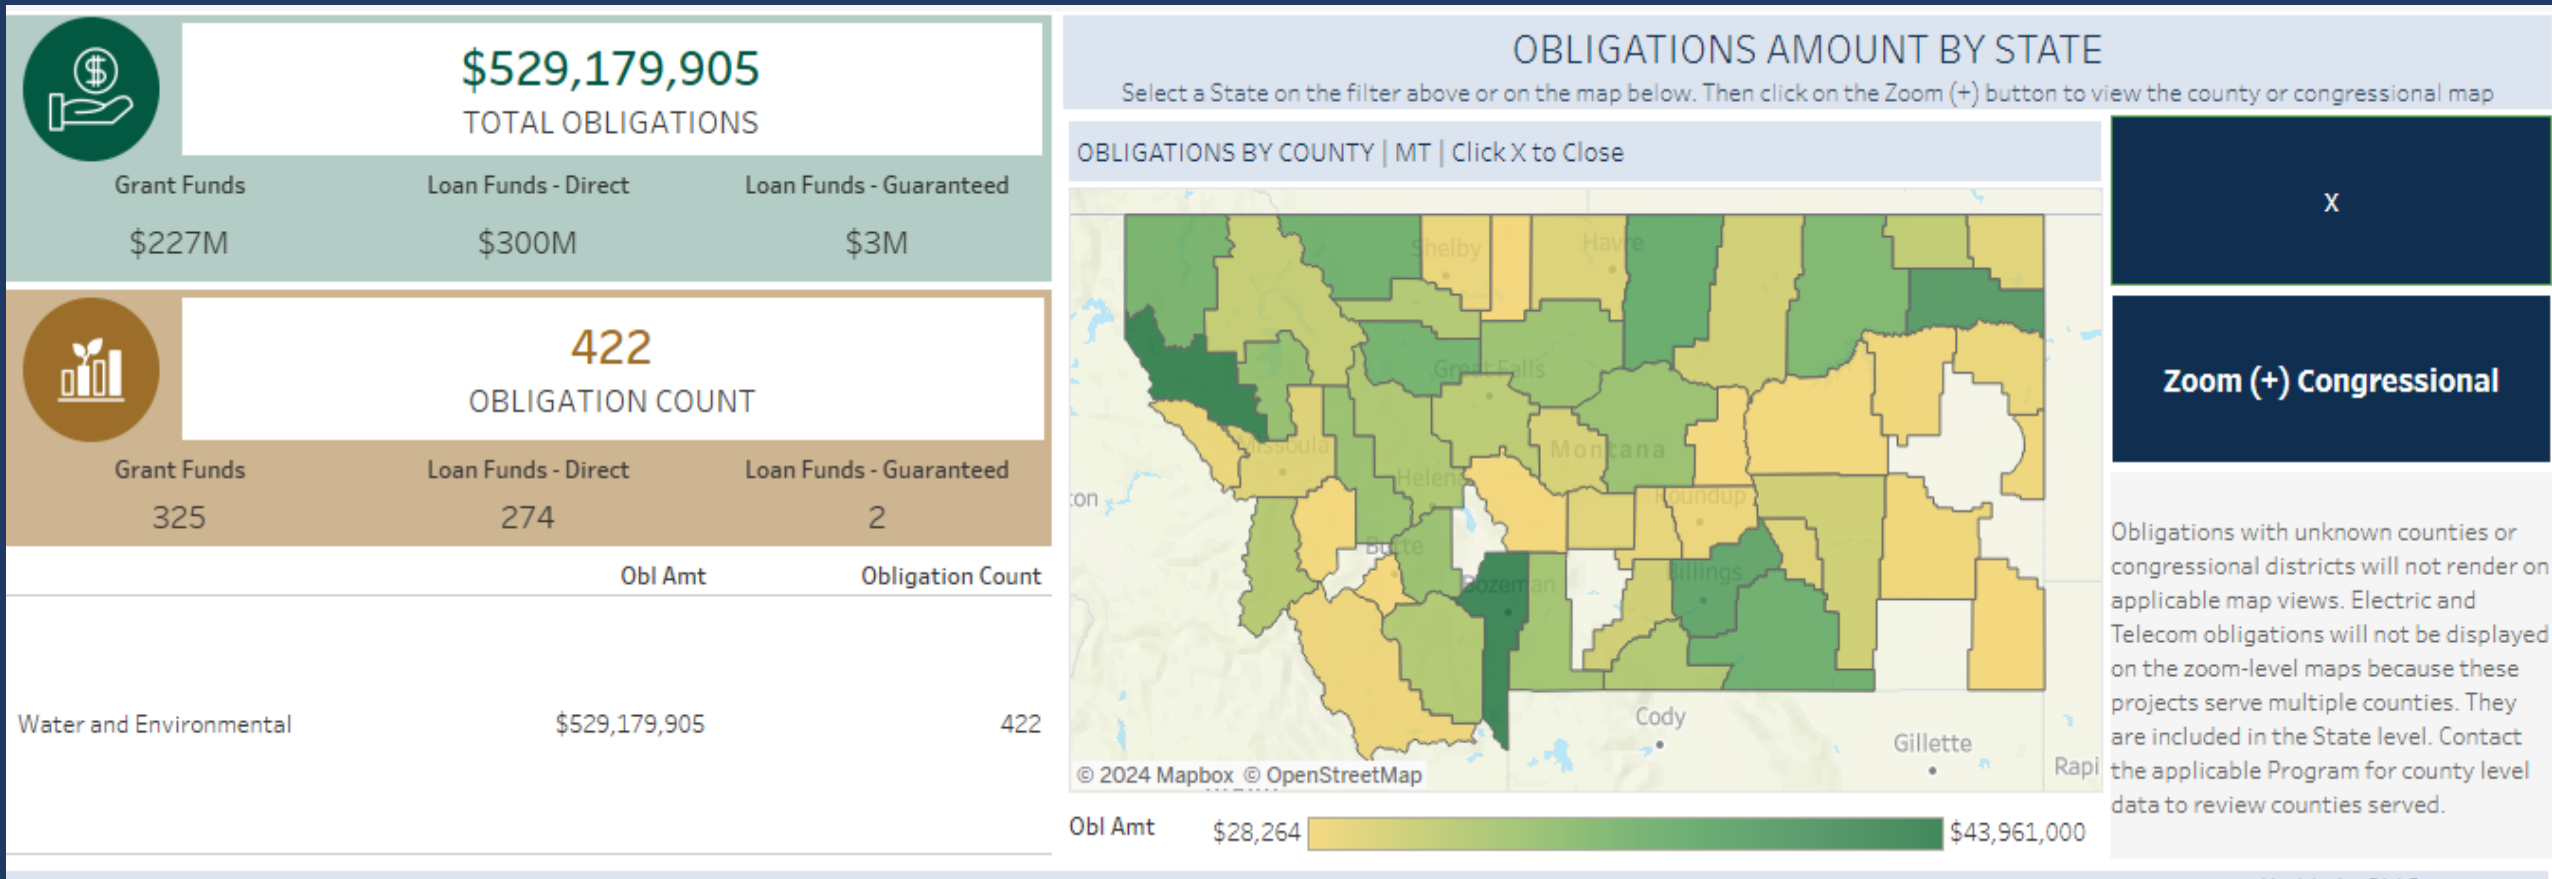 $529,179,905
TOTAL OBLIGATIONS
Grant Funds
Loan Funds - Direct
Loan Funds - Guaranteed
$227M
$300M
$3M
422
OBLIGATION COUNT
Grant Funds
Loan Funds - Direct
Loan Funds - Guaranteed
325
274
2
Obl Amt
Obligation Count
Water and Environmental
$529,179,905
422
OBLIGATIONS AMOUNT BY STATE
Select a State on the filter above or on the map below. Then click on the Zoom (+) button to view the county or congressional map
OBLIGATIONS BY COUNTY | MT | Click X to Close
Shelby
Havre
Great Falls
Missoula
Montana
Helena
Roundup
Butte
Bozeman
Billings
Cody
Gillette
Rapi
© 2024 Mapbox © OpenStreetMap
Obl Amt
$28,264
$43,961,000
X
Zoom (+) Congressional
Obligations with unknown counties or
congressional districts will not render on
applicable map views. Electric and
Telecom obligations will not be displayed
on the zoom-level maps because these
projects serve multiple counties. They
are included in the State level. Contact
the applicable Program for county level
data to review counties served.